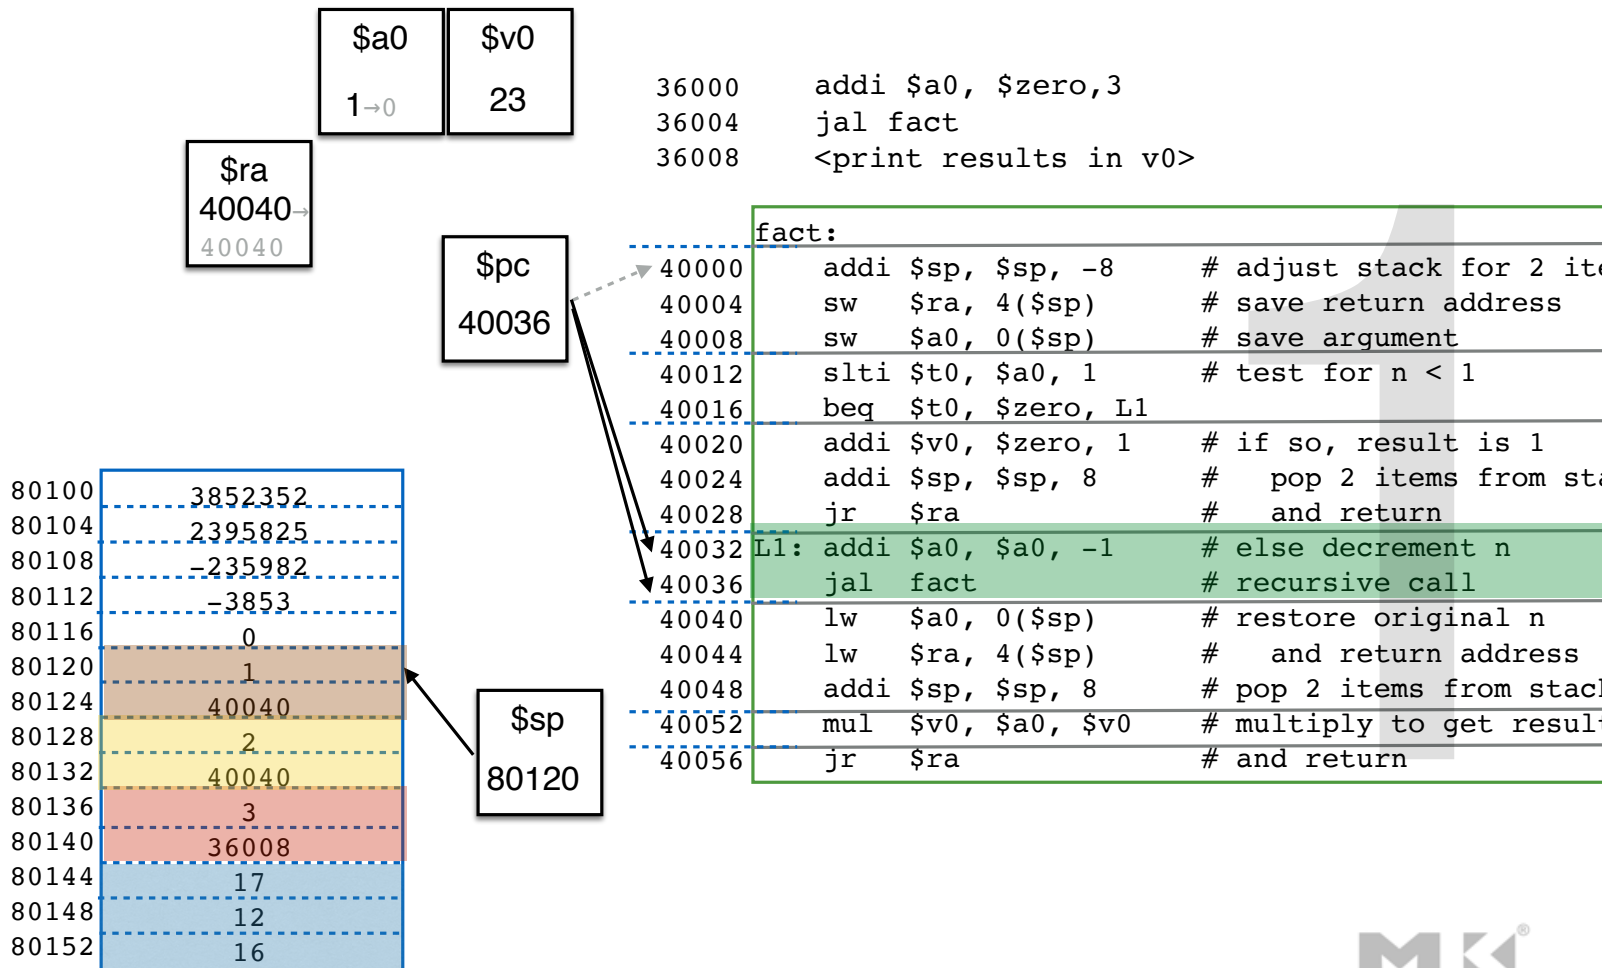 $a0
1→0
$v0
23
$ra
40040→
40040
$pc
40036
36000 addi $a0, $zero,3
36004 jal fact
36008 <print results in v0>
fact:
40000 addi $sp, $sp, -8 # adjust stack for 2 ite
40004 sw $ra, 4($sp) # save return address
40008 sw $a0, 0($sp) # save argument
40012 slti $t0, $a0, 1 # test for n < 1
40016 beq $t0, $zero, L1
40020 addi $v0, $zero, 1 # if so, result is 1
40024 addi $sp, $sp, 8 # pop 2 items from sta
40028 jr $ra # and return
40032 L1: addi $a0, $a0, -1 # else decrement n
40036 jal fact # recursive call
40040 lw $a0, 0($sp) # restore original n
40044 lw $ra, 4($sp) # and return address
40048 addi $sp, $sp, 8 # pop 2 items from stack
40052 mul $v0, $a0, $v0 # multiply to get result
40056 jr $ra # and return
1
80100 3852352
80104 2395825
80108 -235982
80112 -3853
80116 0
80120 1
80124 40040
80128 2
80132 40040
80136 3
80140 36008
80144 17
80148 12
80152 16
$sp
80120
MK®